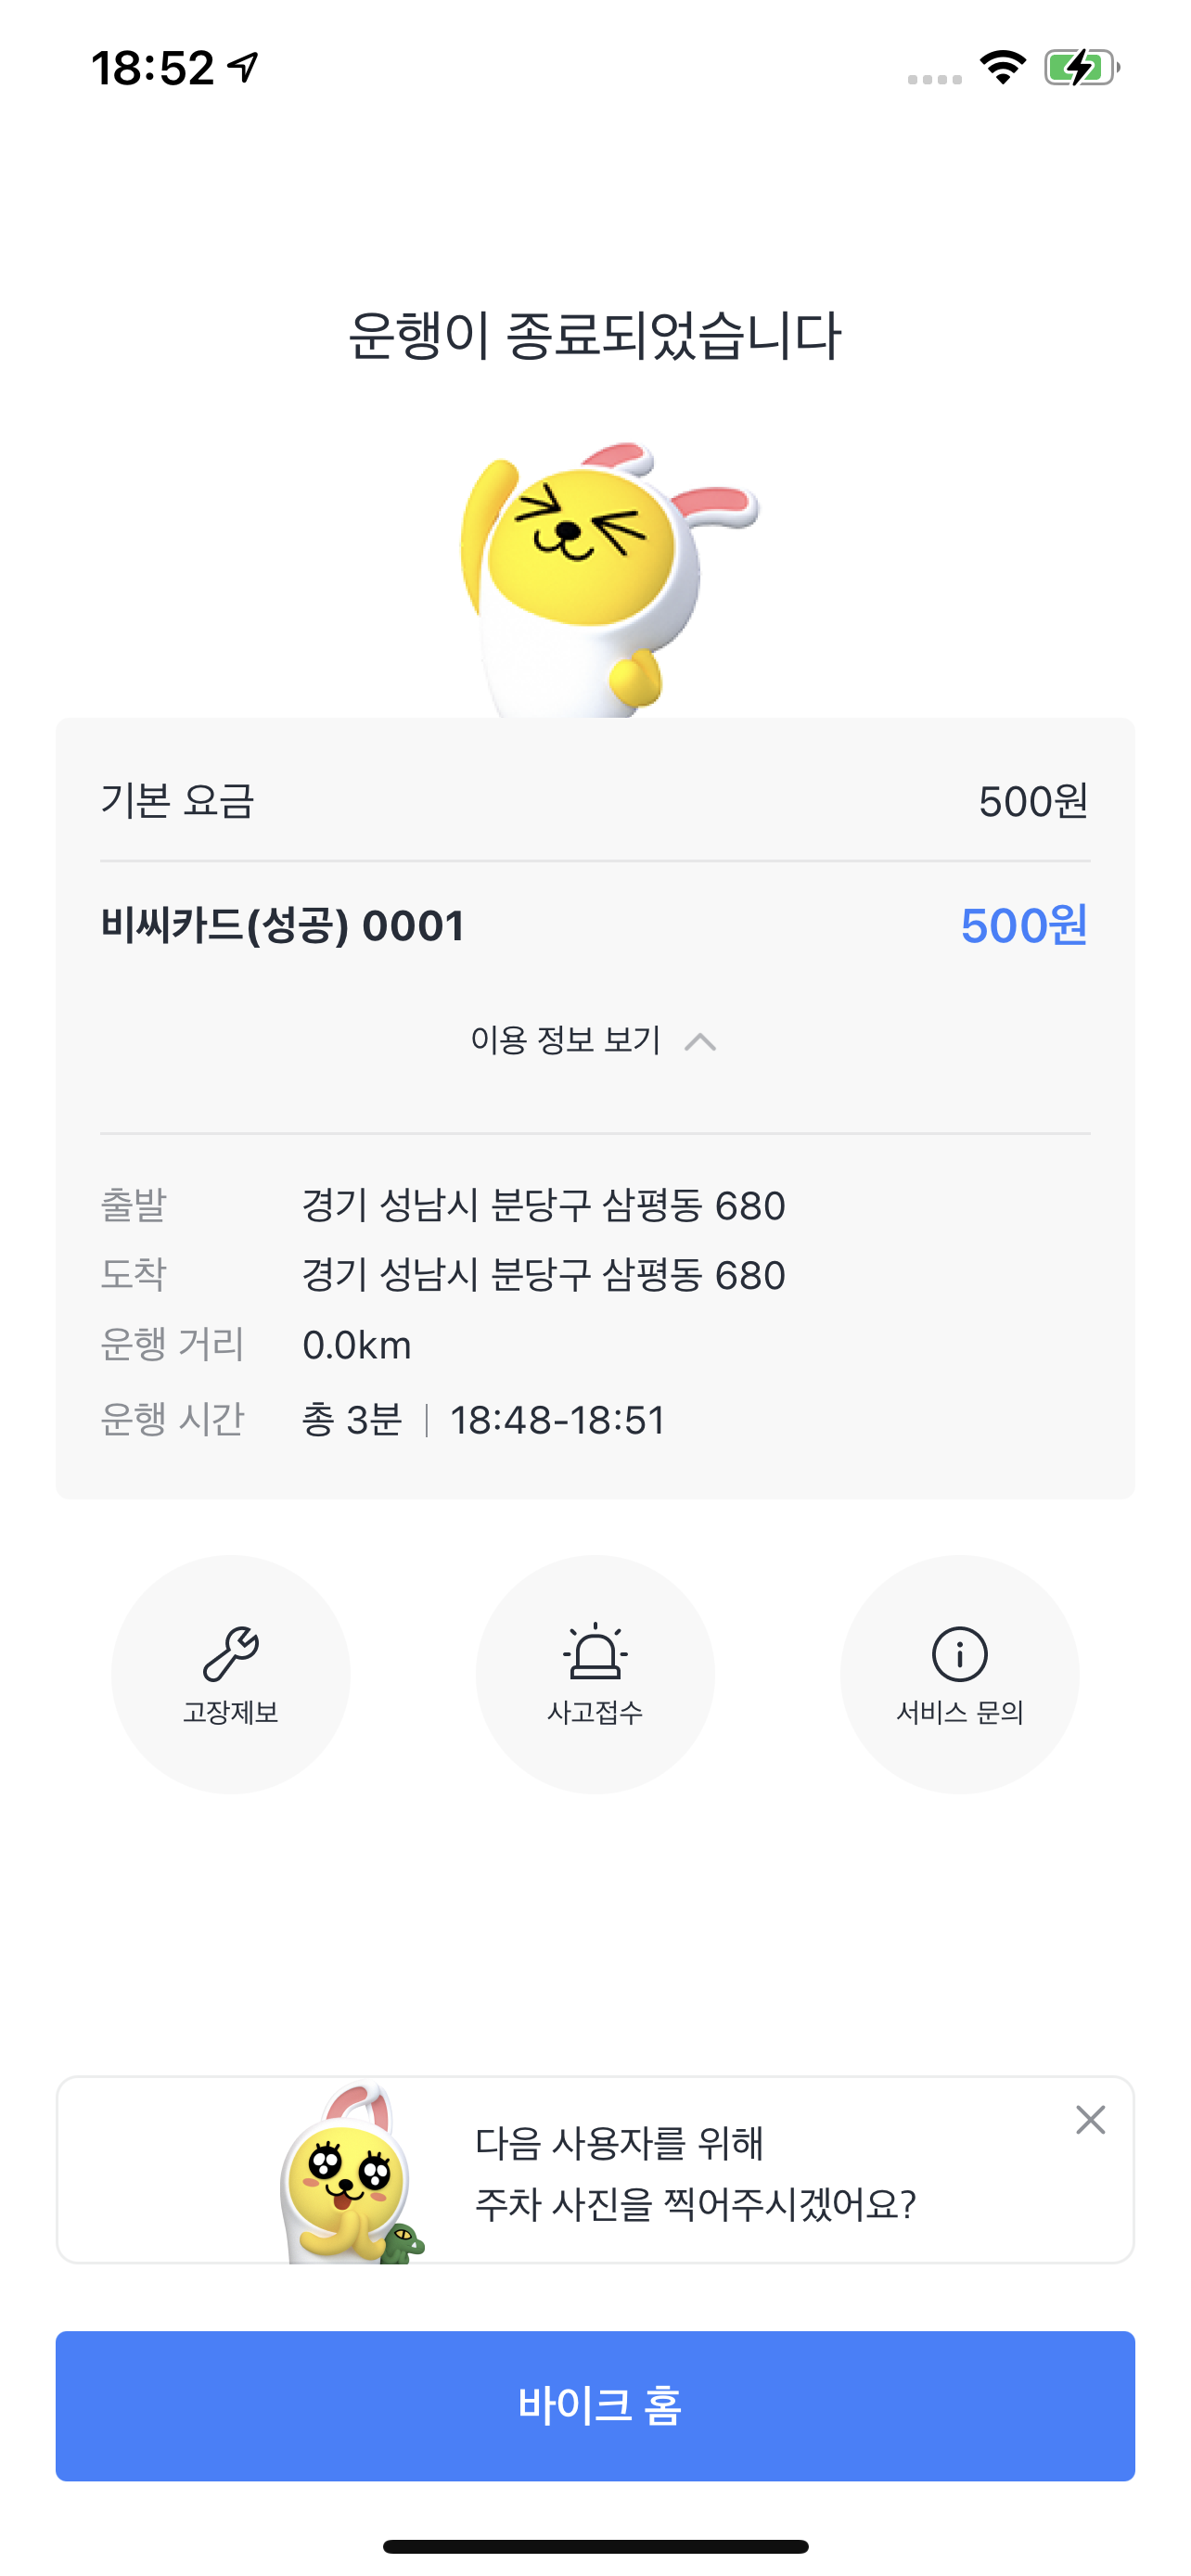 18:52
운행이 종료되었습니다
기본 요금 500원
비씨카드(성공) 0001 500원
이용 정보 보기
출발 경기 성남시 분당구 삼평동 680
도착 경기 성남시 분당구 삼평동 680
운행 거리 0.0km
운행 시간 총 3분 | 18:48-18:51
고장제보 사고접수 서비스 문의
다음 사용자를 위해
주차 사진을 찍어주시겠어요?
바이크 홈